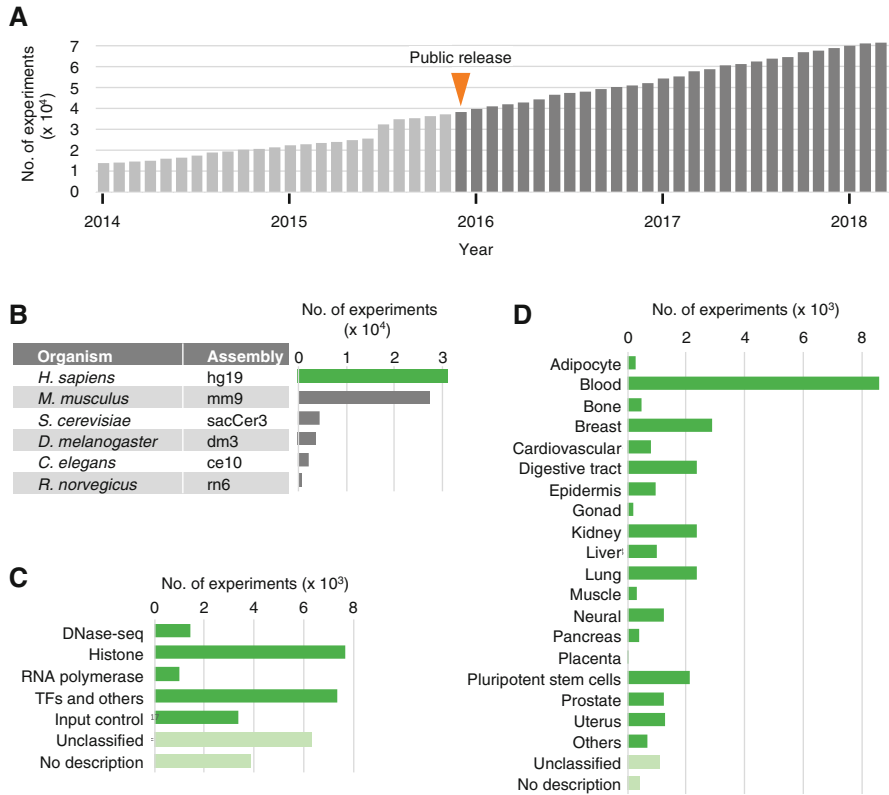 A
No. of experiments
(x 10⁴)
7
6
5
4
3
2
1
0
Public release
2014 2015 2016 2017 2018
Year
B
No. of experiments
(x 10⁴)
Organism Assembly 0 1 2 3
H. sapiens hg19
M. musculus mm9
S. cerevisiae sacCer3
D. melanogaster dm3
C. elegans ce10
R. norvegicus rn6
C
No. of experiments (x 10³)
0 2 4 6 8
DNase-seq
Histone
RNA polymerase
TFs and others
Input control
Unclassified
No description
D
No. of experiments (x 10³)
0 2 4 6 8
Adipocyte
Blood
Bone
Breast
Cardiovascular
Digestive tract
Epidermis
Gonad
Kidney
Liver
Lung
Muscle
Neural
Pancreas
Placenta
Pluripotent stem cells
Prostate
Uterus
Others
Unclassified
No description